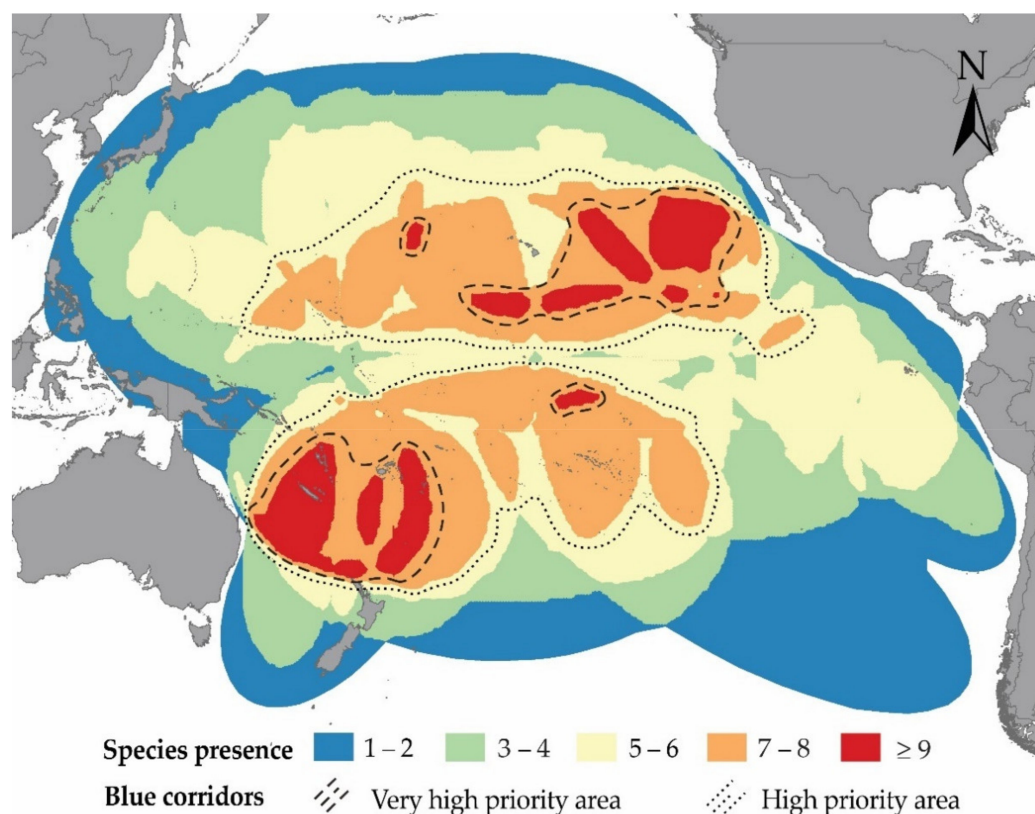 N
Species presence 1 – 2 3 – 4 5 – 6 7 – 8 ≥ 9
Blue corridors Very high priority area High priority area